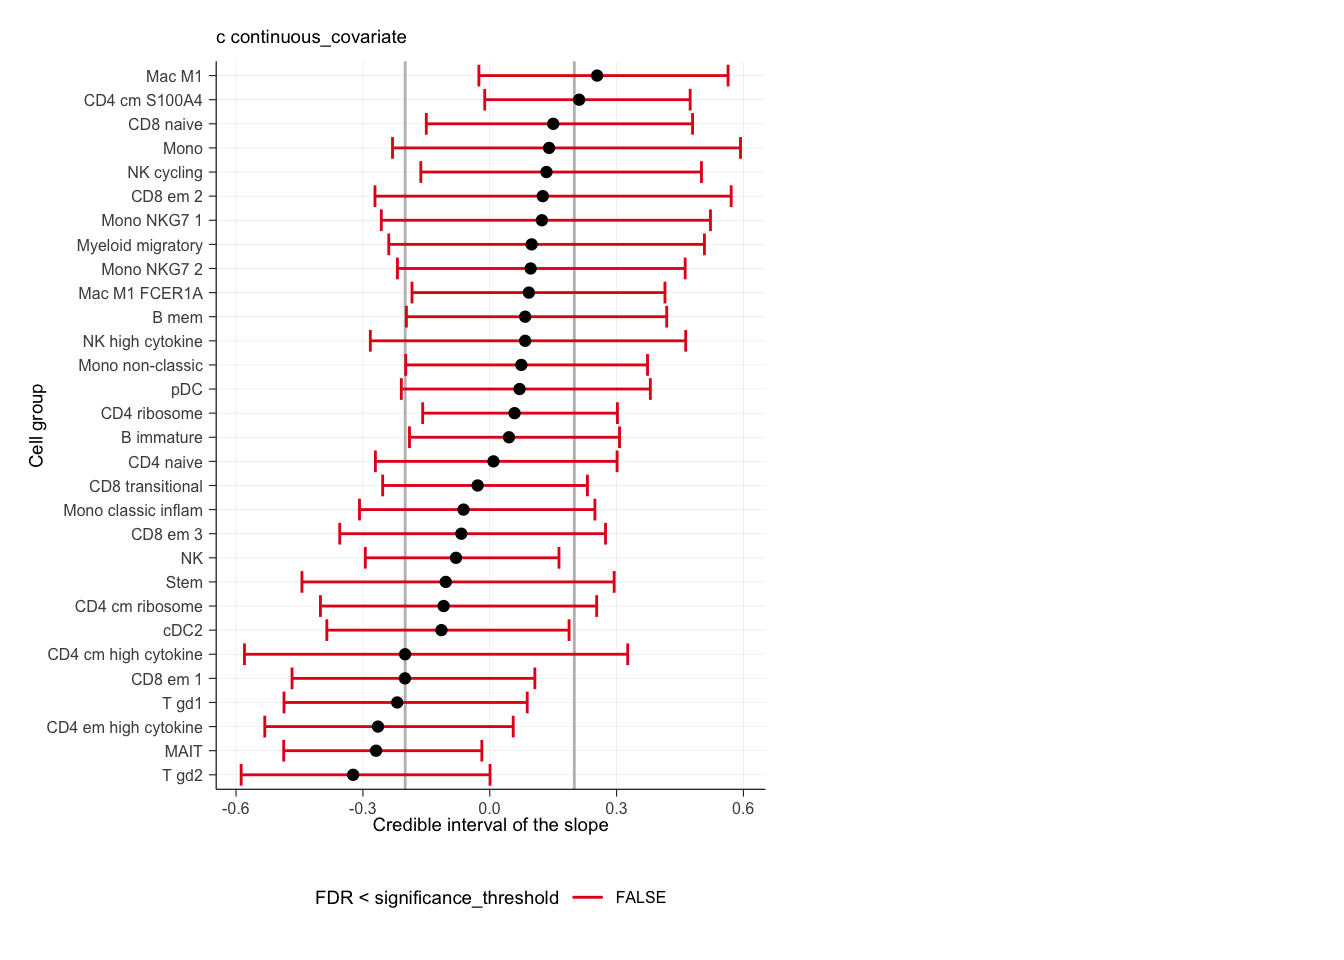 c continuous_covariate
Mac M1
CD4 cm S100A4
CD8 naive
Mono
NK cycling
CD8 em 2
Mono NKG7 1
Myeloid migratory
Mono NKG7 2
Mac M1 FCER1A
B mem
NK high cytokine
Mono non-classic
pDC
CD4 ribosome
B immature
CD4 naive
CD8 transitional
Mono classic inflam
CD8 em 3
NK
Stem
CD4 cm ribosome
cDC2
CD4 cm high cytokine
CD8 em 1
T gd1
CD4 em high cytokine
MAIT
T gd2
Cell group
-0.6 -0.3 0.0 0.3 0.6
Credible interval of the slope
FDR < significance_threshold FALSE